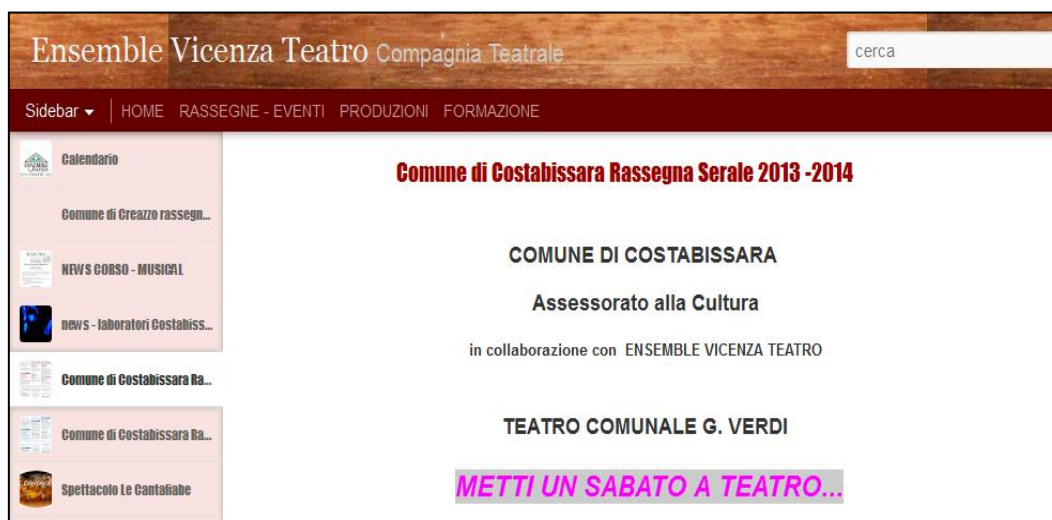 Ensemble Vicenza Teatro Compagnia Teatrale
cerca
Sidebar HOME RASSEGNE - EVENTI PRODUZIONI FORMAZIONE
Calendario
Comune di Creazzo rassegn...
NEWS CORSO - MUSICAL
news - laboratori Costabiss...
Comune di Costabissara Ra...
Comune di Costabissara Ra...
Spettacolo Le Cantafiabe
Comune di Costabissara Rassegna Serale 2013 -2014
COMUNE DI COSTABISSARA
Assessorato alla Cultura
in collaborazione con ENSEMBLE VICENZA TEATRO
TEATRO COMUNALE G. VERDI
METTI UN SABATO A TEATRO...